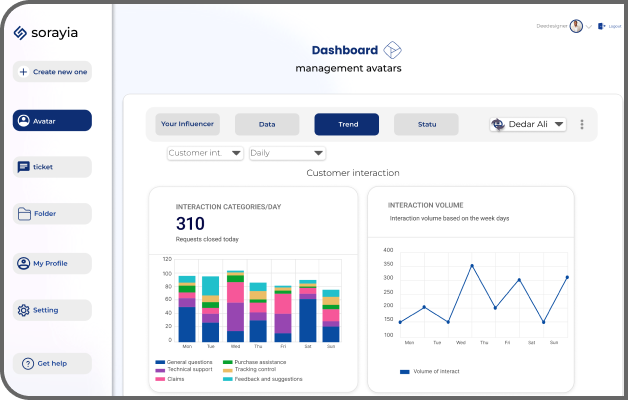 sorayia
Deedesigner
Logout
Dashboard
management avatars
Create new one
Avatar
ticket
Folder
My Profile
Setting
Get help
Your Influencer
Data
Trend
Statu
Dedar Ali
Customer int.
Daily
Customer interaction
INTERACTION CATEGORIES/DAY
310
Requests closed today
120
100
80
60
40
20
0
Mon Tue Wed Thu Fri Sat Sun
General questions
Purchase assistance
Technical support
Tracking control
Claims
Feedback and suggestions
INTERACTION VOLUME
Interaction volume based on the week days
400
350
300
250
200
150
100
Mon Tue Wed Thu Fri Sat Sun
Volume of interact